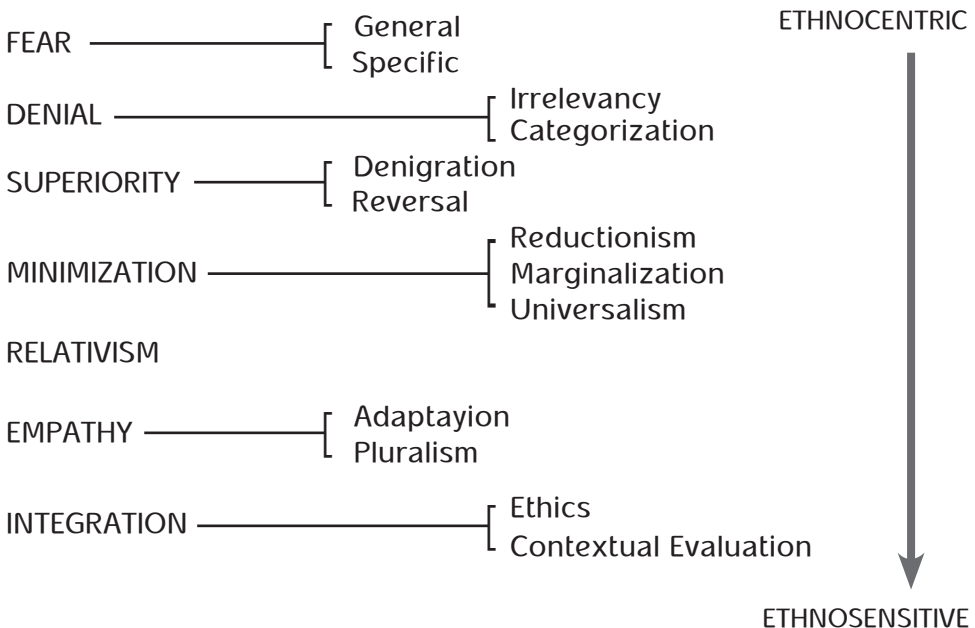 ETHNOCENTRIC
FEAR
General
Specific
DENIAL
Irrelevancy
Categorization
SUPERIORITY
Denigration
Reversal
MINIMIZATION
Reductionism
Marginalization
Universalism
RELATIVISM
EMPATHY
Adaptayion
Pluralism
INTEGRATION
Ethics
Contextual Evaluation
ETHNOSENSITIVE